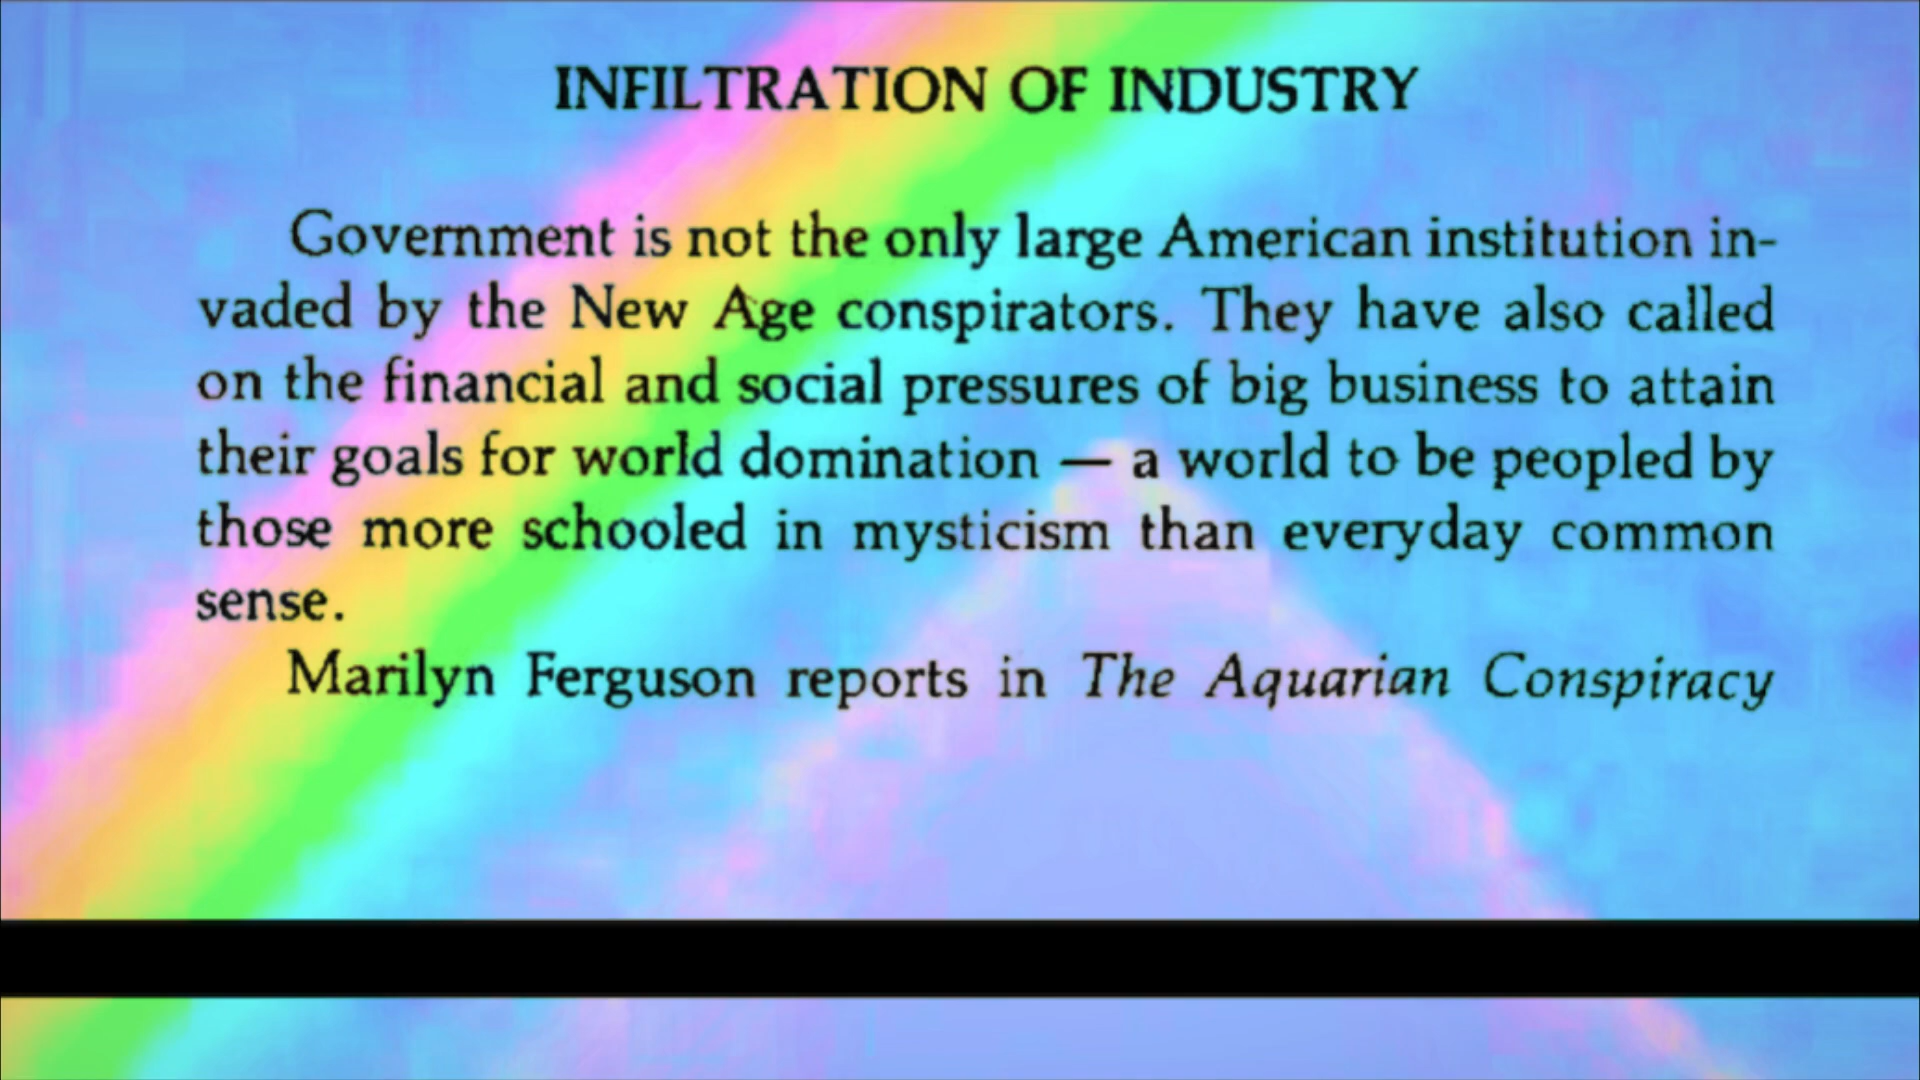 INFILTRATION OF INDUSTRY
Government is not the only large American institution in-
vaded by the New Age conspirators. They have also called
on the financial and social pressures of big business to attain
their goals for world domination — a world to be peopled by
those more schooled in mysticism than everyday common
sense.
Marilyn Ferguson reports in The Aquarian Conspiracy